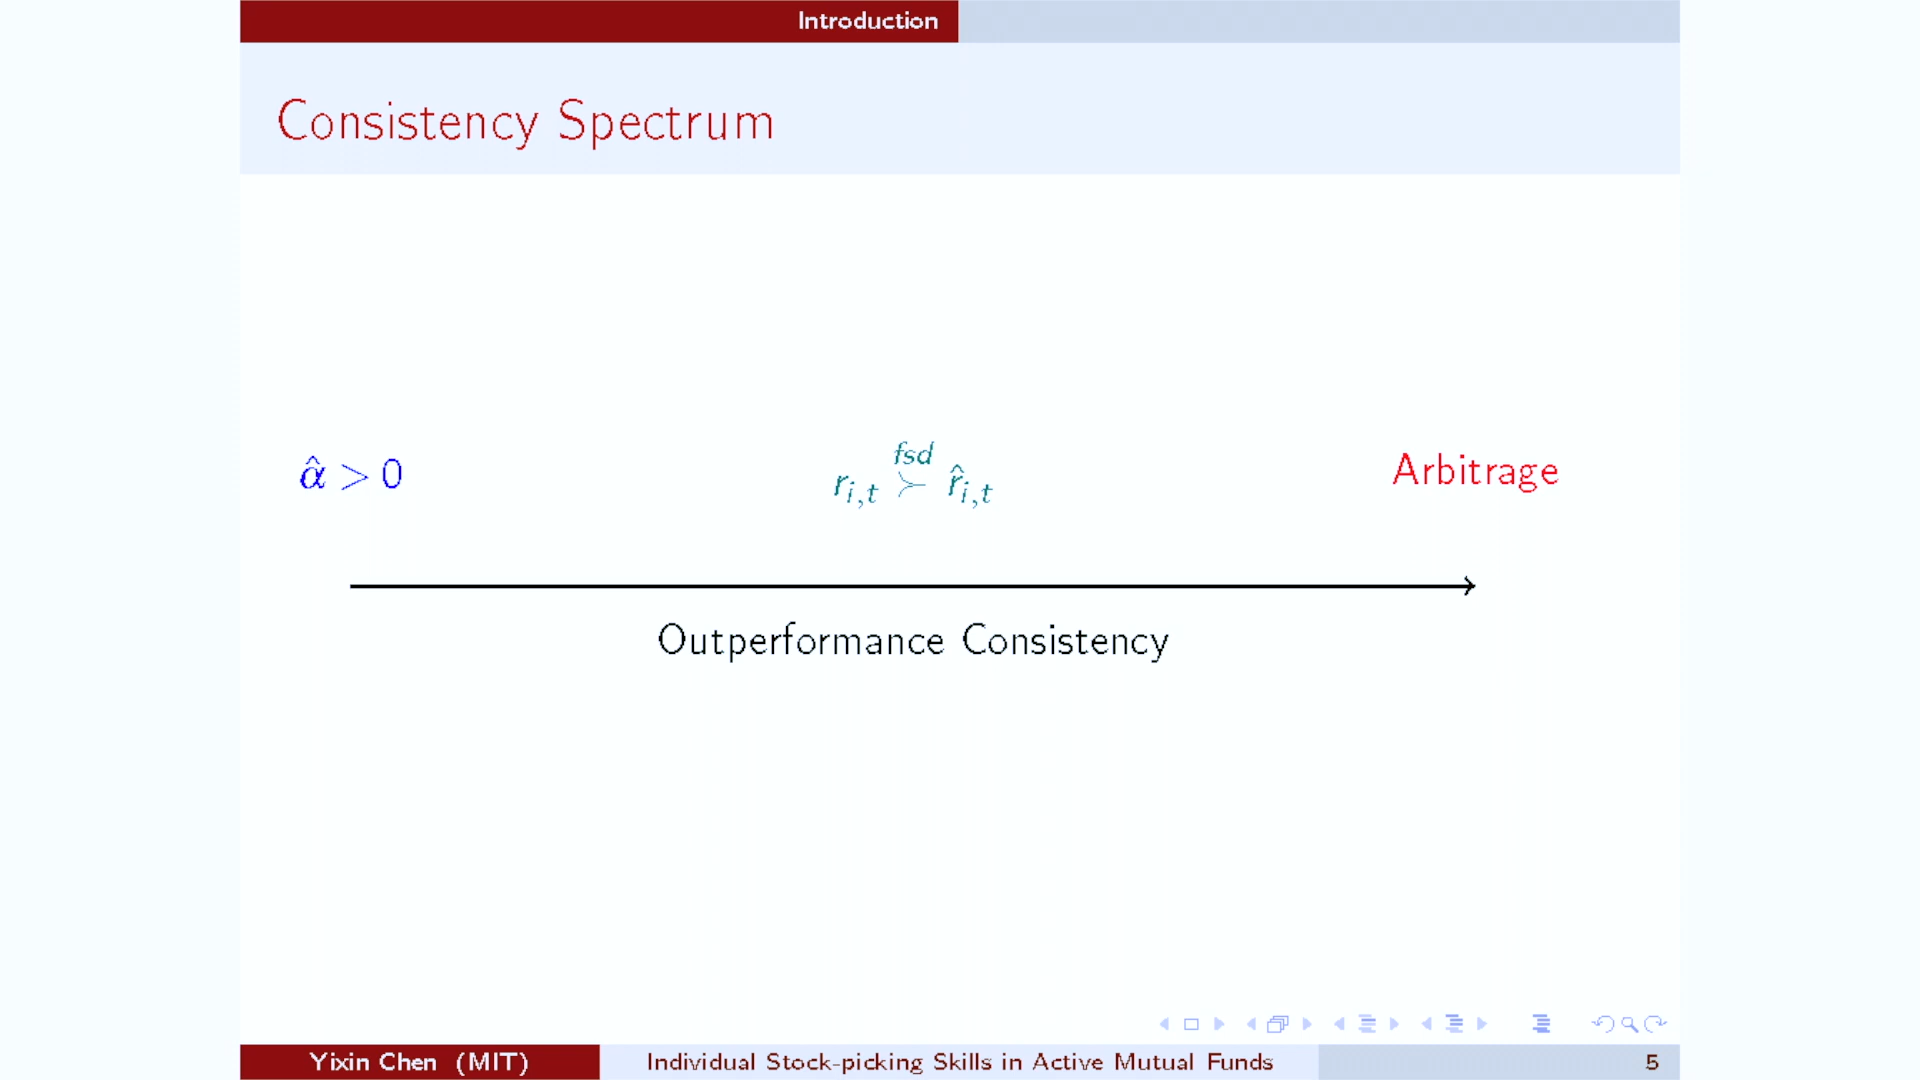 Introduction
Consistency Spectrum
α̂ > 0
fsd
r_{i,t} ≻ r̂_{i,t}
Arbitrage
Outperformance Consistency
Yixin Chen (MIT)
Individual Stock-picking Skills in Active Mutual Funds
5